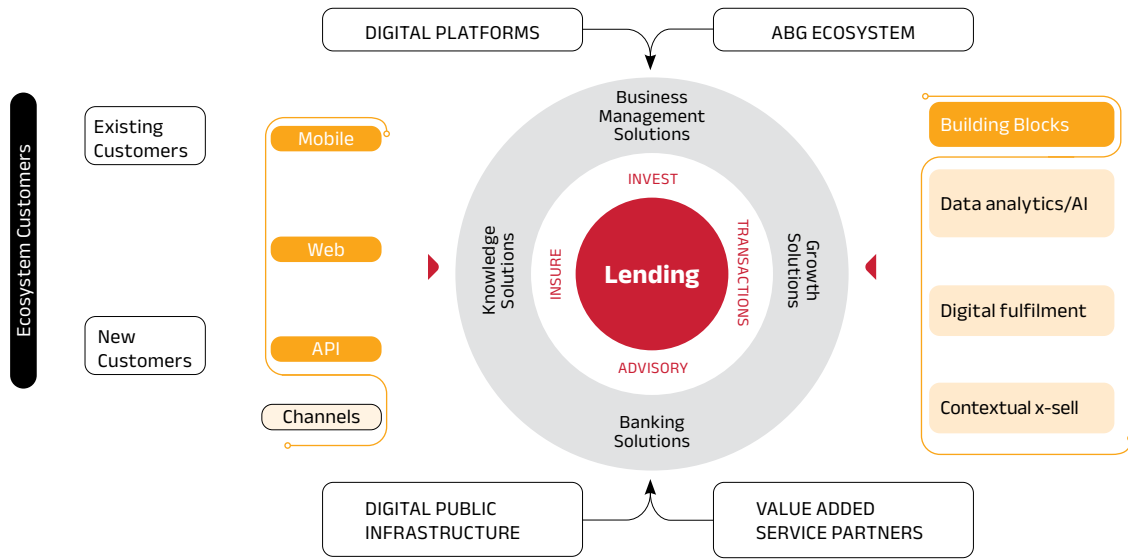 DIGITAL PLATFORMS
ABG ECOSYSTEM
Ecosystem Customers
Existing
Customers
New
Customers
Mobile
Web
API
Channels
Business
Management
Solutions
Knowledge
Solutions
Growth
Solutions
Banking
Solutions
INVEST
INSURE
TRANSACTIONS
ADVISORY
Lending
Building Blocks
Data analytics/AI
Digital fulfilment
Contextual x-sell
DIGITAL PUBLIC
INFRASTRUCTURE
VALUE ADDED
SERVICE PARTNERS